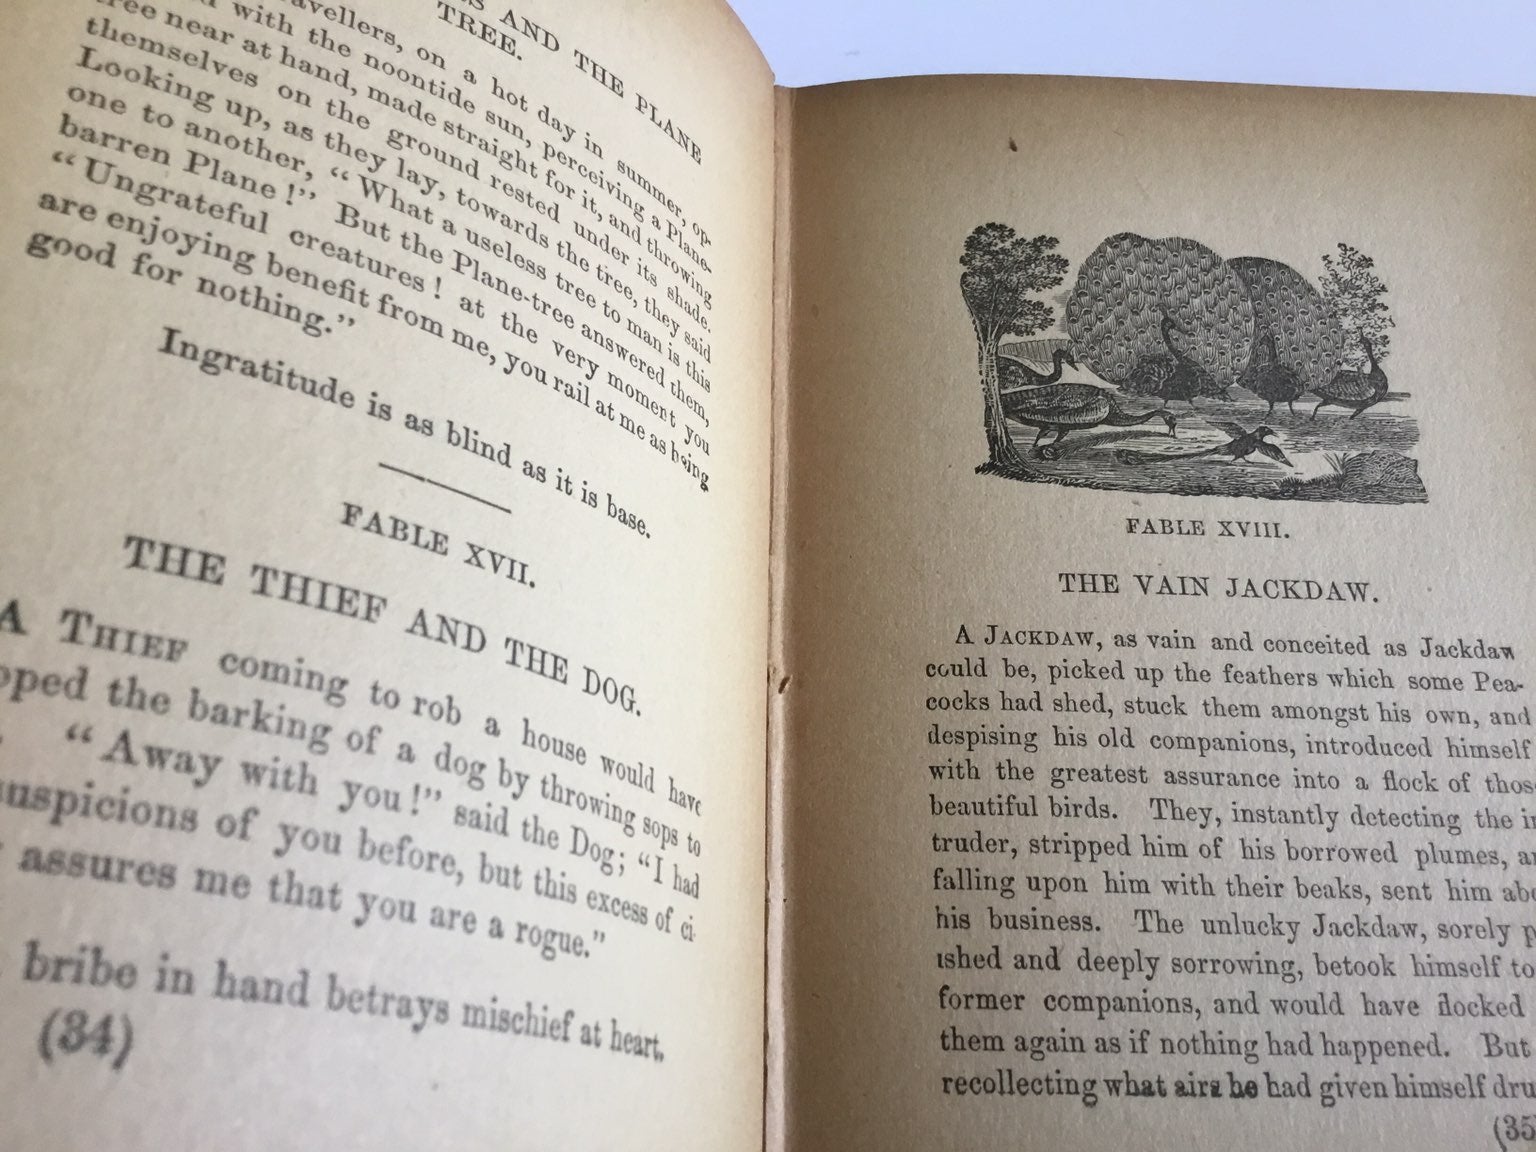 AND THE PLANE
TREE.
avellers, on a hot day in summer, op-
with the noontide sun, perceiving a Plane-
tree near at hand, made straight for it, and throwing
themselves on the ground rested under its shade.
Looking up, as they lay, towards the tree, they said
one to another, “What a useless tree to man is this
barren Plane!” But the Plane-tree answered them,
“Ungrateful creatures! at the very moment you
are enjoying benefit from me, you rail at me as being
good for nothing.”
Ingratitude is as blind as it is base.
FABLE XVII.
THE THIEF AND THE DOG.
A THIEF coming to rob a house would have
pped the barking of a dog by throwing sops to
“Away with you!” said the Dog; “I had
suspicions of you before, but this excess of ci-
assures me that you are a rogue.”
bribe in hand betrays mischief at heart.
(34)
FABLE XVIII.
THE VAIN JACKDAW.
A JACKDAW, as vain and conceited as Jackdaw
could be, picked up the feathers which some Pea-
cocks had shed, stuck them amongst his own, and
despising his old companions, introduced himself
with the greatest assurance into a flock of thos
beautiful birds. They, instantly detecting the in
truder, stripped him of his borrowed plumes, an
falling upon him with their beaks, sent him abo
his business. The unlucky Jackdaw, sorely p
ished and deeply sorrowing, betook himself to
former companions, and would have flocked
them again as if nothing had happened. But
recollecting what airs he had given himself dru
(35